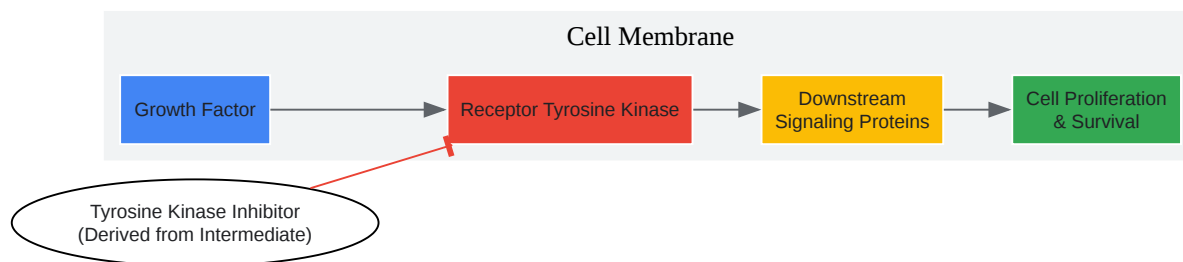 Cell Membrane
Growth Factor
Receptor Tyrosine Kinase
Downstream
Signaling Proteins
Cell Proliferation
& Survival
Tyrosine Kinase Inhibitor
(Derived from Intermediate)